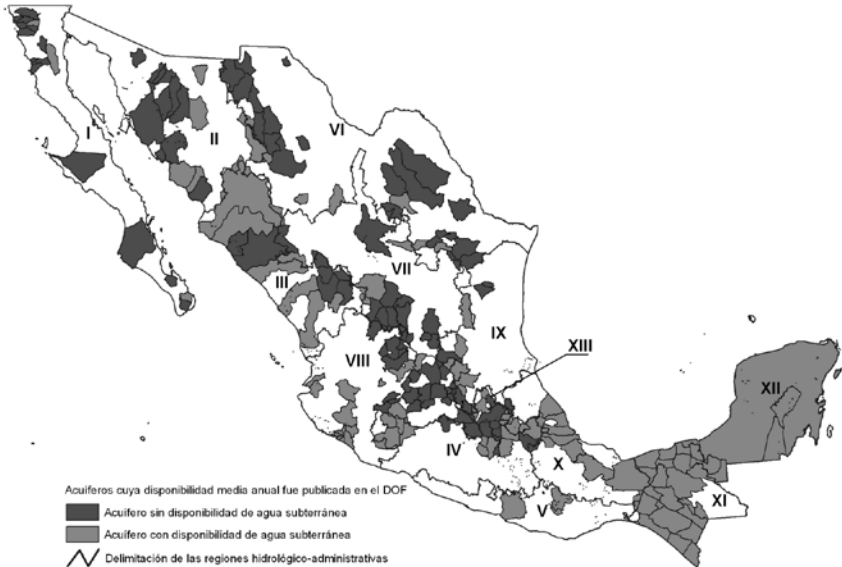 I
II
VI
III
VII
IX
XIII
VIII
XII
IV
X
XI
V
Acuíferos cuya disponibilidad media anual fue publicada en el DOF
Acuífero sin disponibilidad de agua subterránea
Acuífero con disponibilidad de agua subterránea
Delimitación de las regiones hidrológico-administrativas